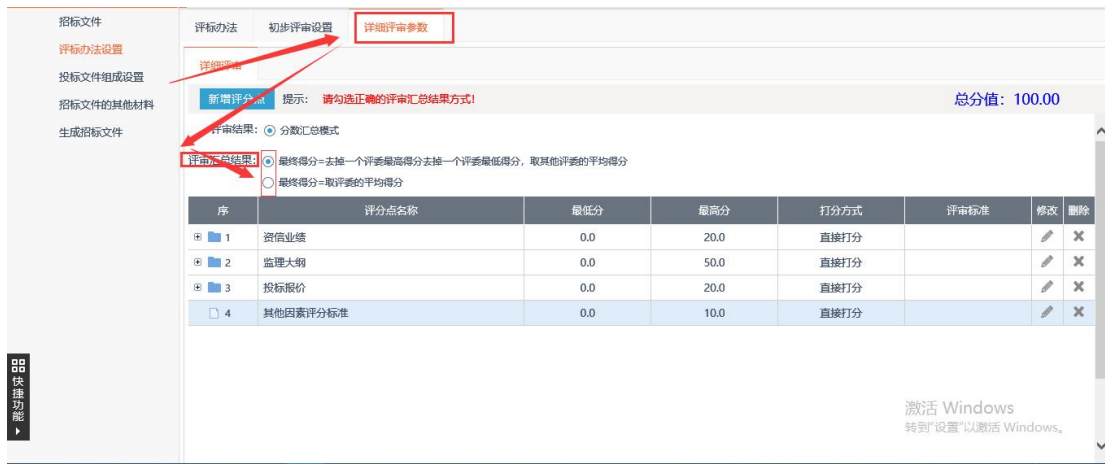 招标文件
评标办法设置
投标文件组成设置
招标文件的其他材料
生成招标文件
评标办法 初步评审设置 详细评审参数
详细评审
新增评分点 提示: 请勾选正确的评审汇总结果方式! 总分值: 100.00
评审结果: 分数汇总模式
评审汇总结果: 最终得分=去掉一个评委最高得分去掉一个评委最低得分, 取其他评委的平均得分
最终得分=取评委的平均得分
序 评分点名称 最低分 最高分 打分方式 评审标准 修改 删除
1 资信业绩 0.0 20.0 直接打分
2 监理大纲 0.0 50.0 直接打分
3 投标报价 0.0 20.0 直接打分
4 其他因素评分标准 0.0 10.0 直接打分
快捷功能
激活 Windows
转到"设置"以激活 Windows。